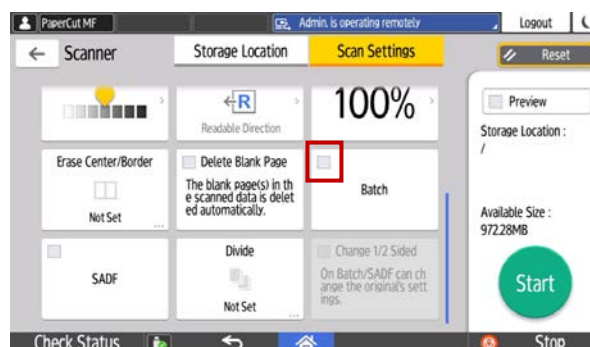 PaperCut MF
Admin. is operating remotely
Logout
Scanner
Storage Location
Scan Settings
Reset
R
Readable Direction
100%
Preview
Storage Location :
/
Erase Center/Border
Not Set
Delete Blank Page
The blank page(s) in th
e scanned data is delet
ed automatically.
Batch
Available Size :
972.28MB
SADF
Divide
Not Set
Change 1/2 Sided
On Batch/SADF can ch
ange the original's sett
ings.
Start
Check Status
Stop